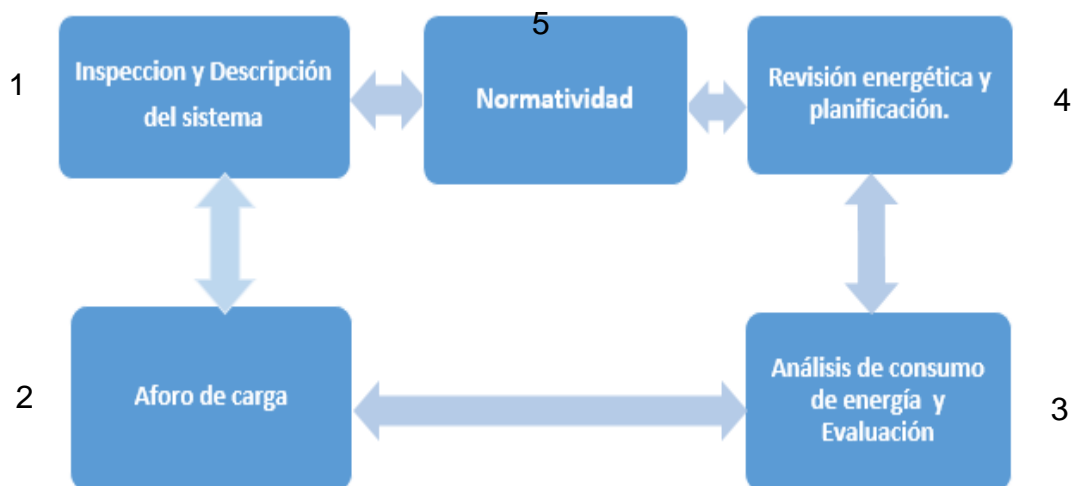 5
1
Inspeccion y Descripción
del sistema
Normatividad
Revisión energética y
planificación.
4
2
Aforo de carga
Análisis de consumo
de energía y
Evaluación
3